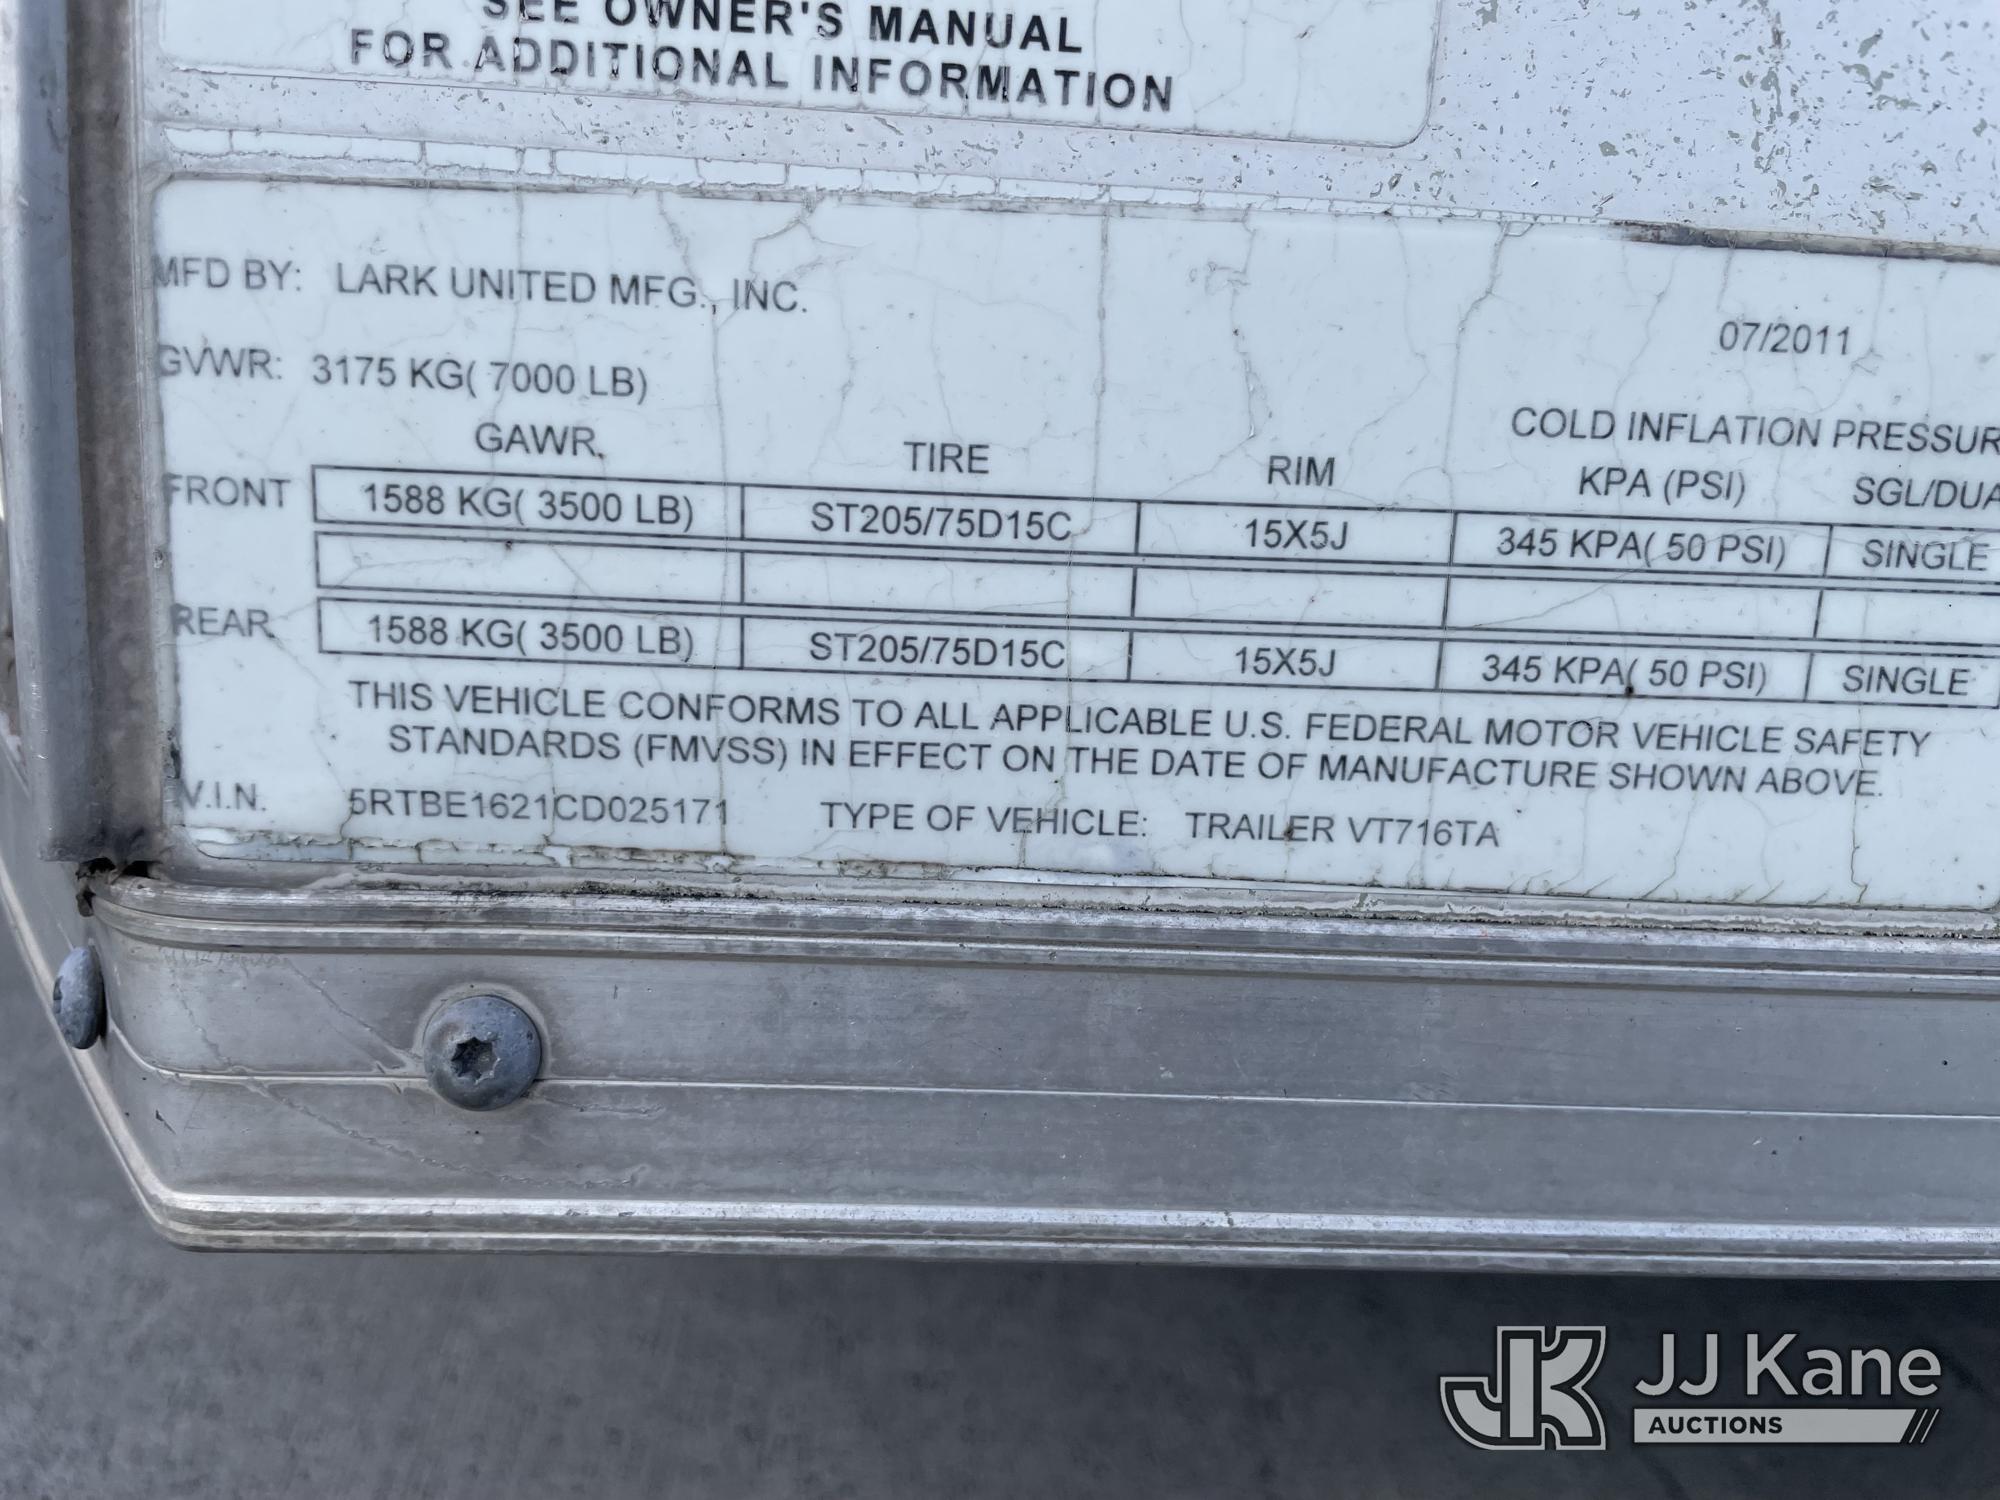 SEE OWNER'S MANUAL
FOR ADDITIONAL INFORMATION
MFD BY: LARK UNITED MFG., INC.
07/2011
GVWR: 3175 KG( 7000 LB)
COLD INFLATION PRESSUR
GAWR. TIRE RIM KPA (PSI) SGL/DUA
FRONT 1588 KG( 3500 LB) ST205/75D15C 15X5J 345 KPA( 50 PSI) SINGLE
REAR 1588 KG( 3500 LB) ST205/75D15C 15X5J 345 KPA( 50 PSI) SINGLE
THIS VEHICLE CONFORMS TO ALL APPLICABLE U.S. FEDERAL MOTOR VEHICLE SAFETY
STANDARDS (FMVSS) IN EFFECT ON THE DATE OF MANUFACTURE SHOWN ABOVE.
V.I.N. 5RTBE1621CD025171 TYPE OF VEHICLE: TRAILER VT716TA
JK JJ Kane
AUCTIONS